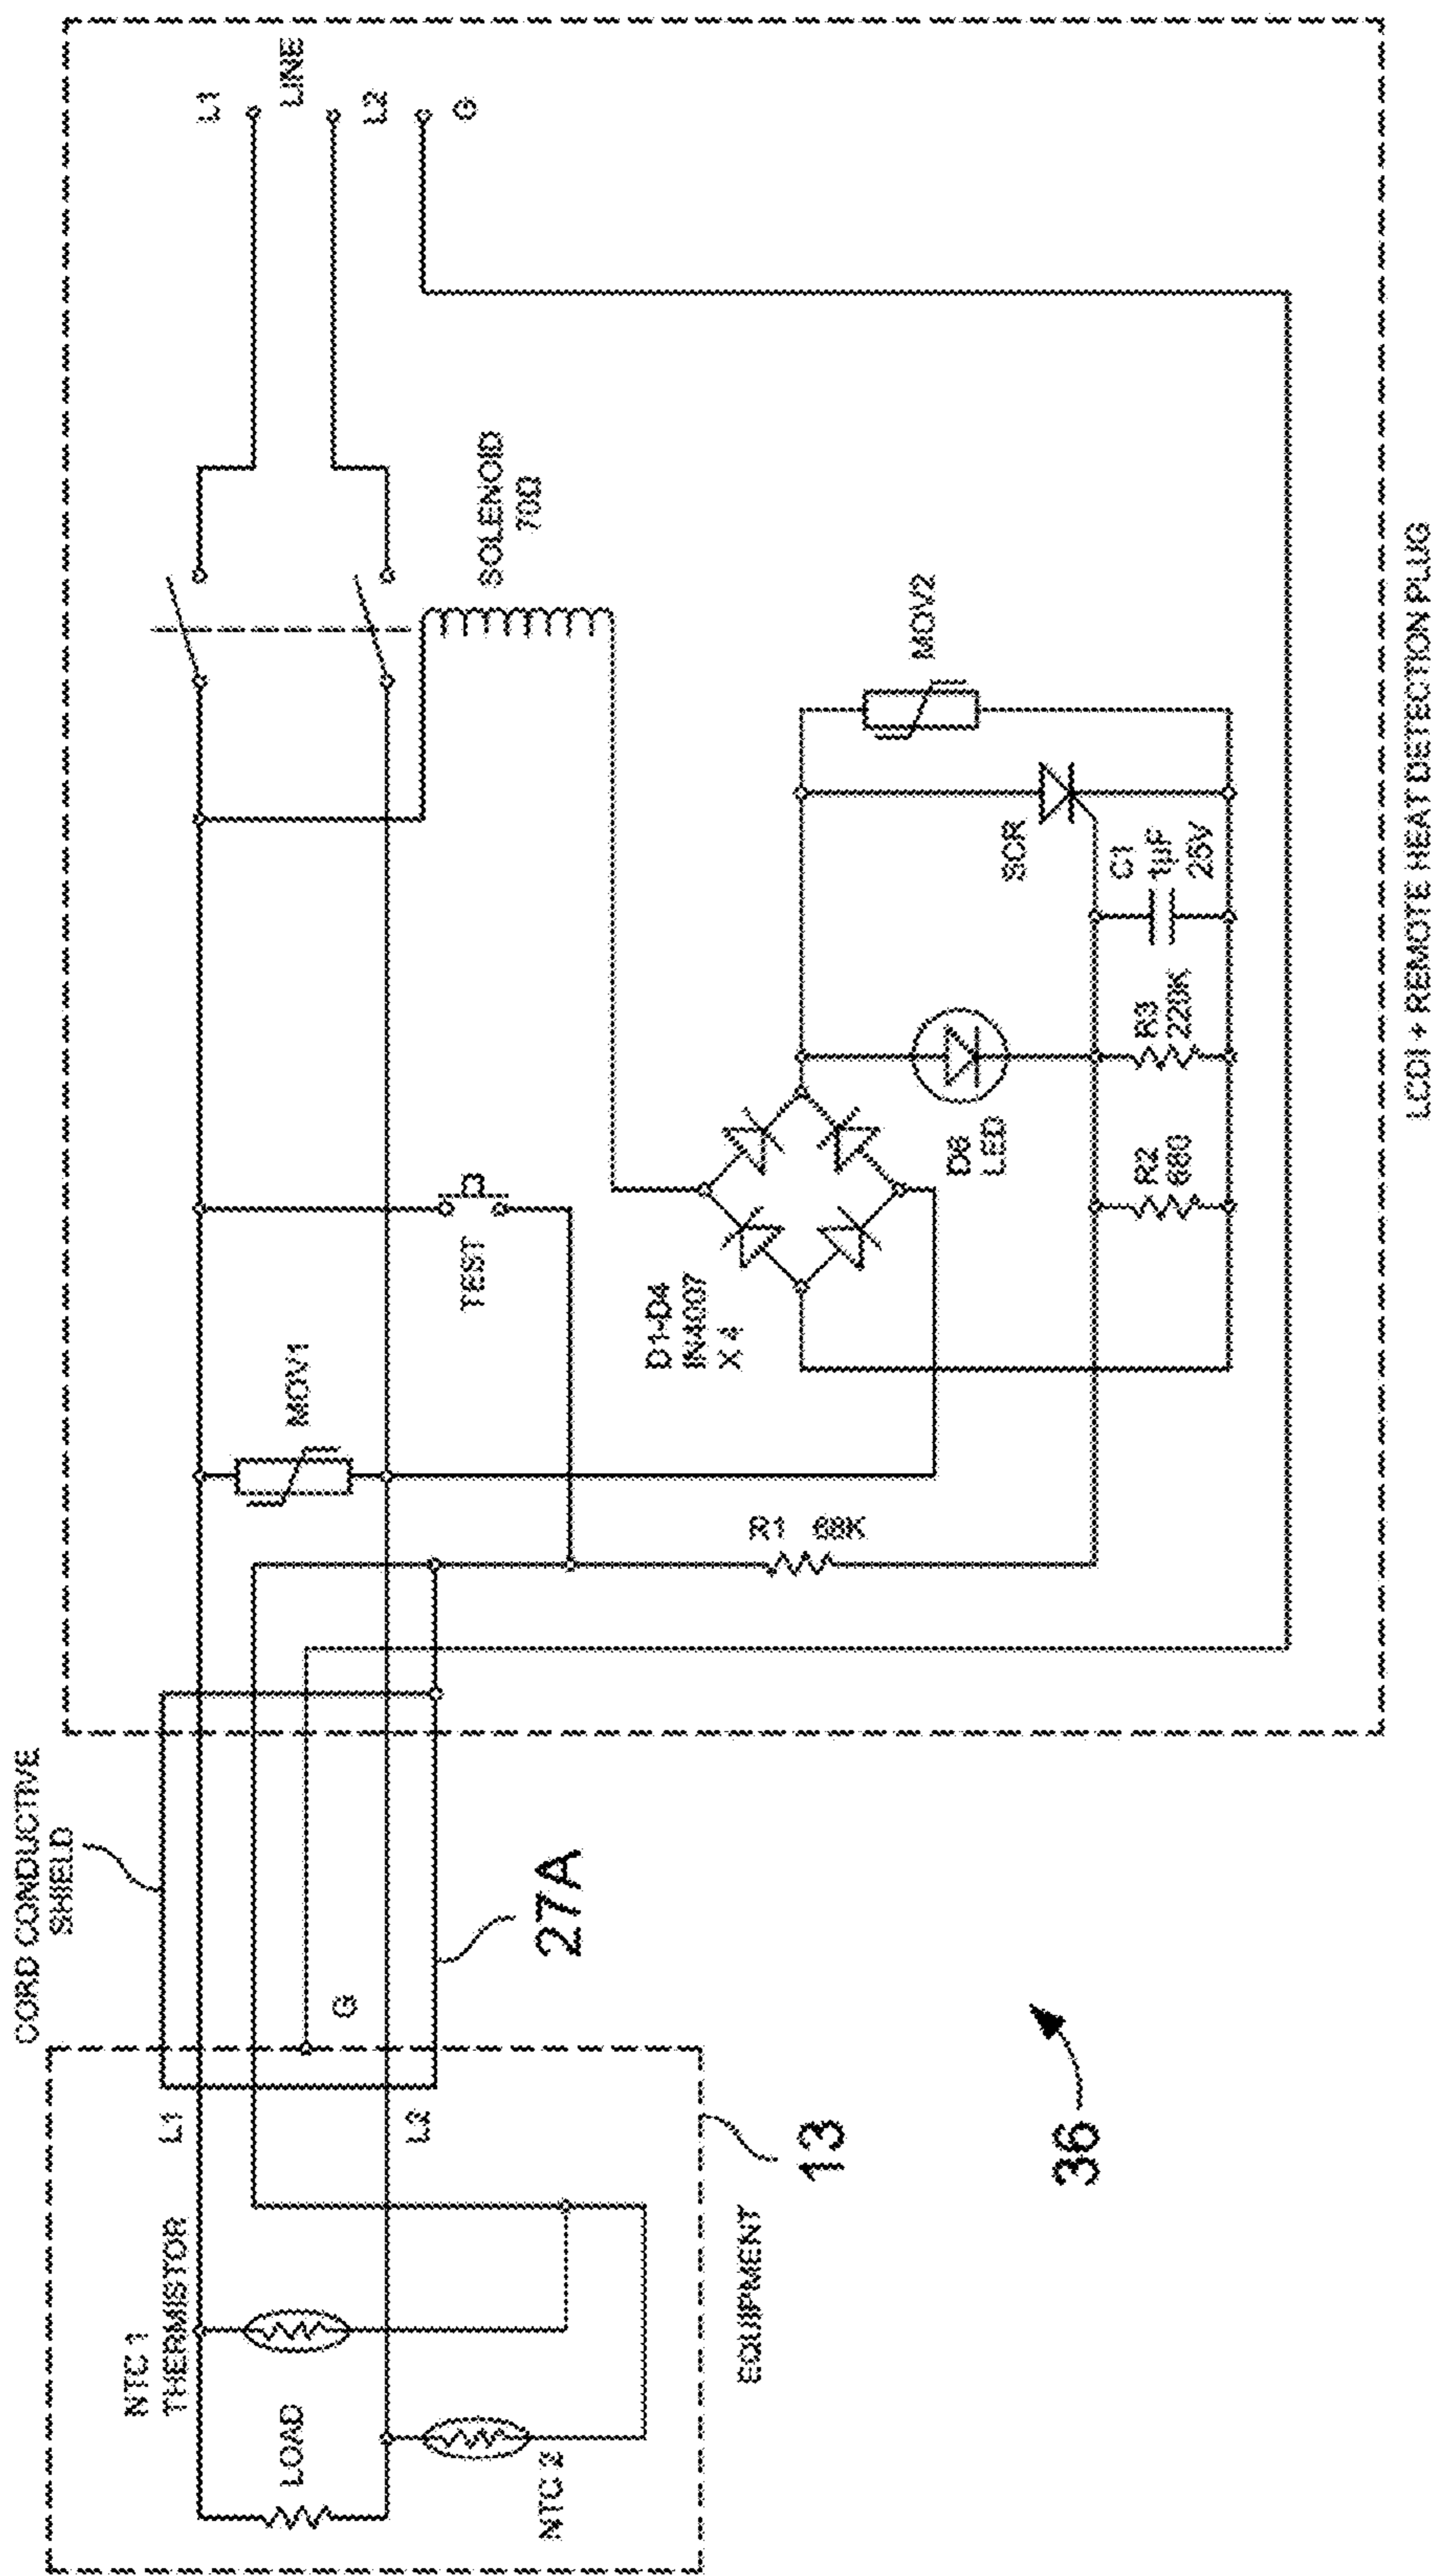 CORD CONDUCTIVE
SHIELD
NTC 1
THERMISTOR
LOAD
NTC 2
L1
L2
G
EQUIPMENT
13
27A
36
MOV1
TEST
R1 68K
D1~D4
IN4007
X 4
SOLENOID
70Ω
L1
LINE
L2
G
D6
LED
R2
680
R3
220K
SCR
C1
1µF
25V
MOV2
LCDI + REMOTE HEAT DETECTION PLUG